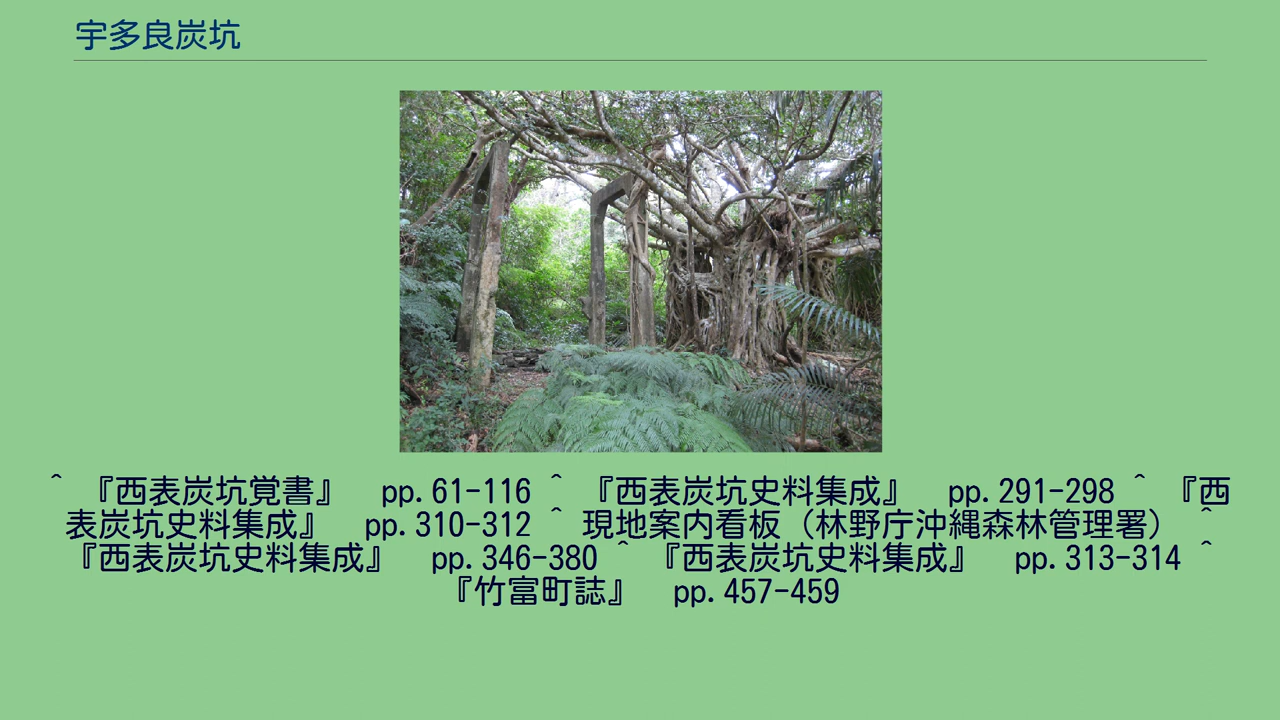 宇多良炭坑
^ 『西表炭坑覚書』　pp.61-116 ^ 『西表炭坑史料集成』　pp.291-298 ^ 『西
表炭坑史料集成』　pp.310-312 ^ 現地案内看板（林野庁沖縄森林管理署） ^
『西表炭坑史料集成』　pp.346-380 ^ 『西表炭坑史料集成』　pp.313-314 ^
『竹富町誌』　pp.457-459